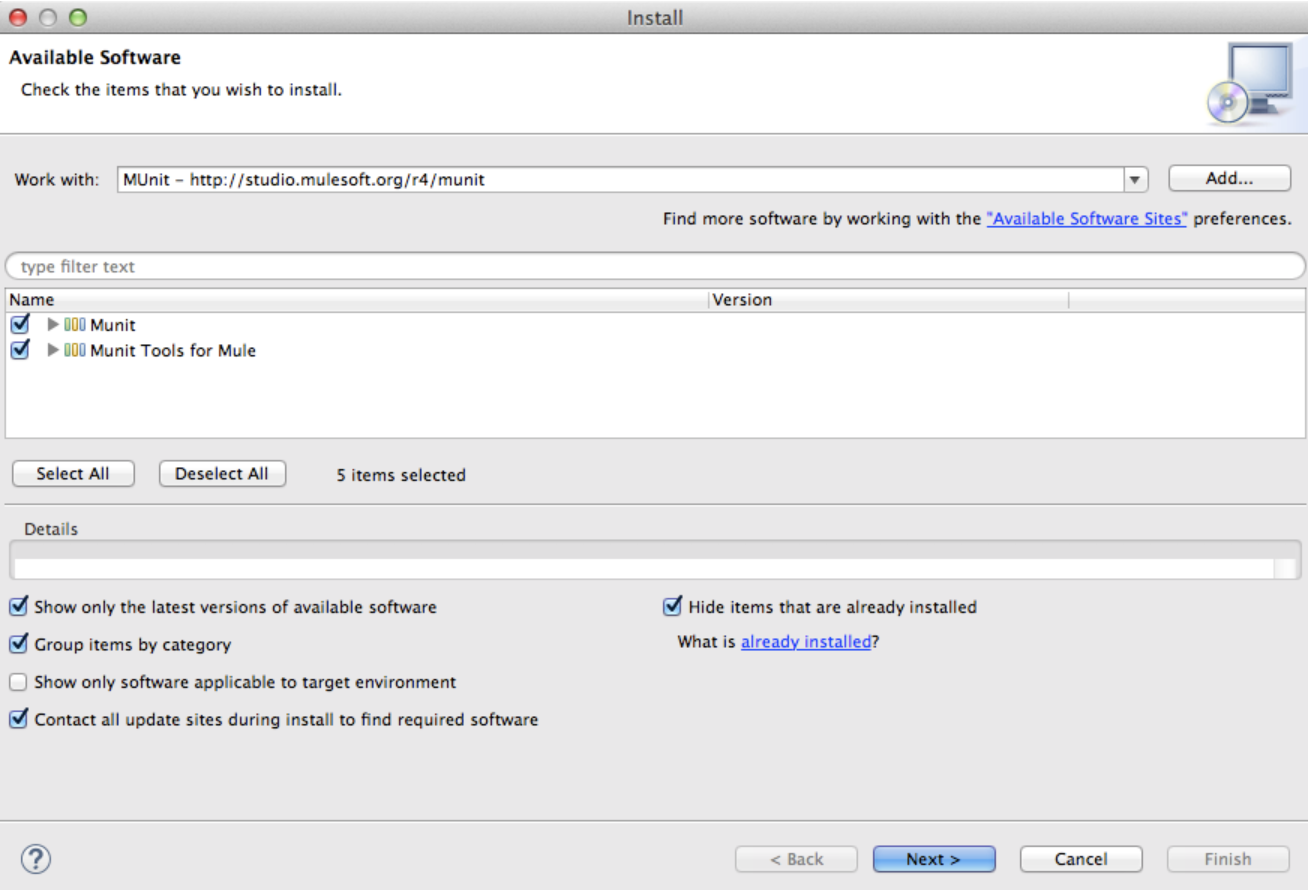 Install
Available Software
Check the items that you wish to install.
Work with: MUnit – http://studio.mulesoft.org/r4/munit Add...
Find more software by working with the "Available Software Sites" preferences.
type filter text
Name Version
Munit
Munit Tools for Mule
Select All Deselect All 5 items selected
Details
Show only the latest versions of available software Hide items that are already installed
Group items by category What is already installed?
Show only software applicable to target environment
Contact all update sites during install to find required software
? < Back Next > Cancel Finish